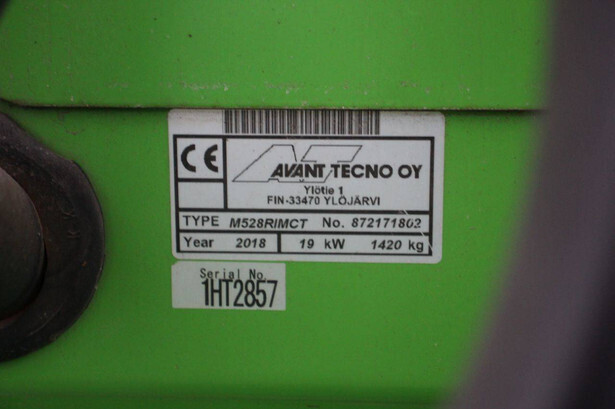 CE
AVANT TECNO OY
Ylötie 1
FIN-33470 YLÖJÄRVI
TYPE M528RIMCT No. 872171802
Year 2018 19 kW 1420 kg
Serial No.
1HT2857